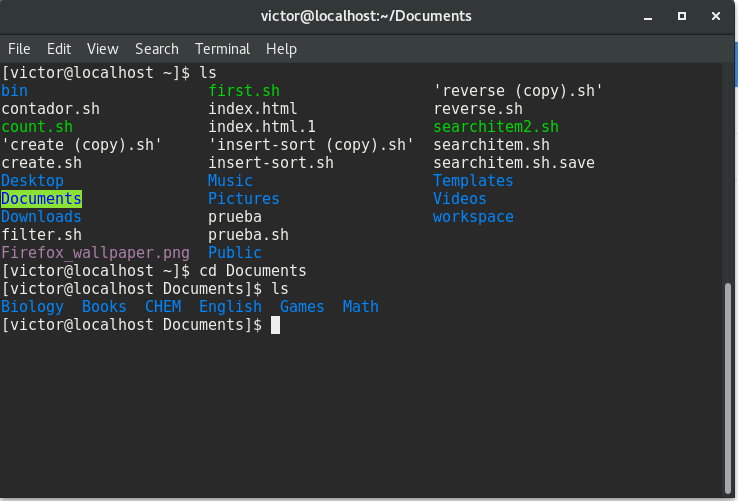 victor@localhost:~/Documents
File Edit View Search Terminal Help
[victor@localhost ~]$ ls
bin first.sh 'reverse (copy).sh'
contador.sh index.html reverse.sh
count.sh index.html.1 searchitem2.sh
'create (copy).sh' 'insert-sort (copy).sh' searchitem.sh
create.sh insert-sort.sh searchitem.sh.save
Desktop Music Templates
Documents Pictures Videos
Downloads prueba workspace
filter.sh prueba.sh
Firefox_wallpaper.png Public
[victor@localhost ~]$ cd Documents
[victor@localhost Documents]$ ls
Biology Books CHEM English Games Math
[victor@localhost Documents]$